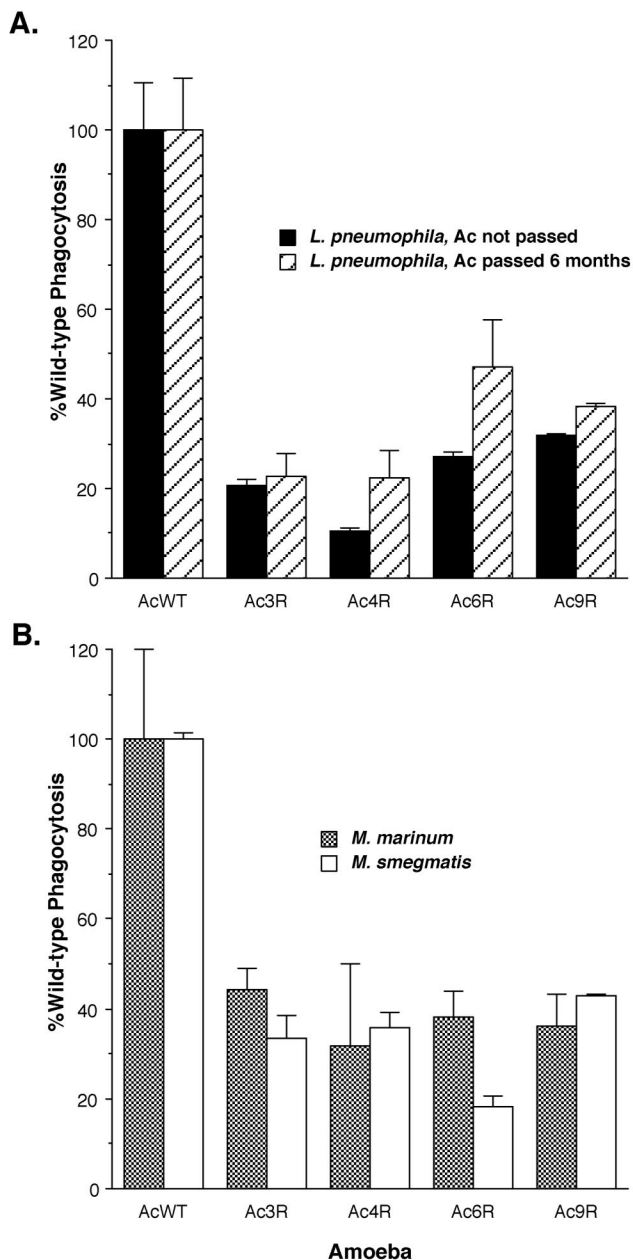 A.
120
100
80
60
40
20
0
%Wild-type Phagocytosis
L. pneumophila, Ac not passed
L. pneumophila, Ac passed 6 months
AcWT Ac3R Ac4R Ac6R Ac9R
B.
120
100
80
60
40
20
0
%Wild-type Phagocytosis
M. marinum
M. smegmatis
AcWT Ac3R Ac4R Ac6R Ac9R
Amoeba